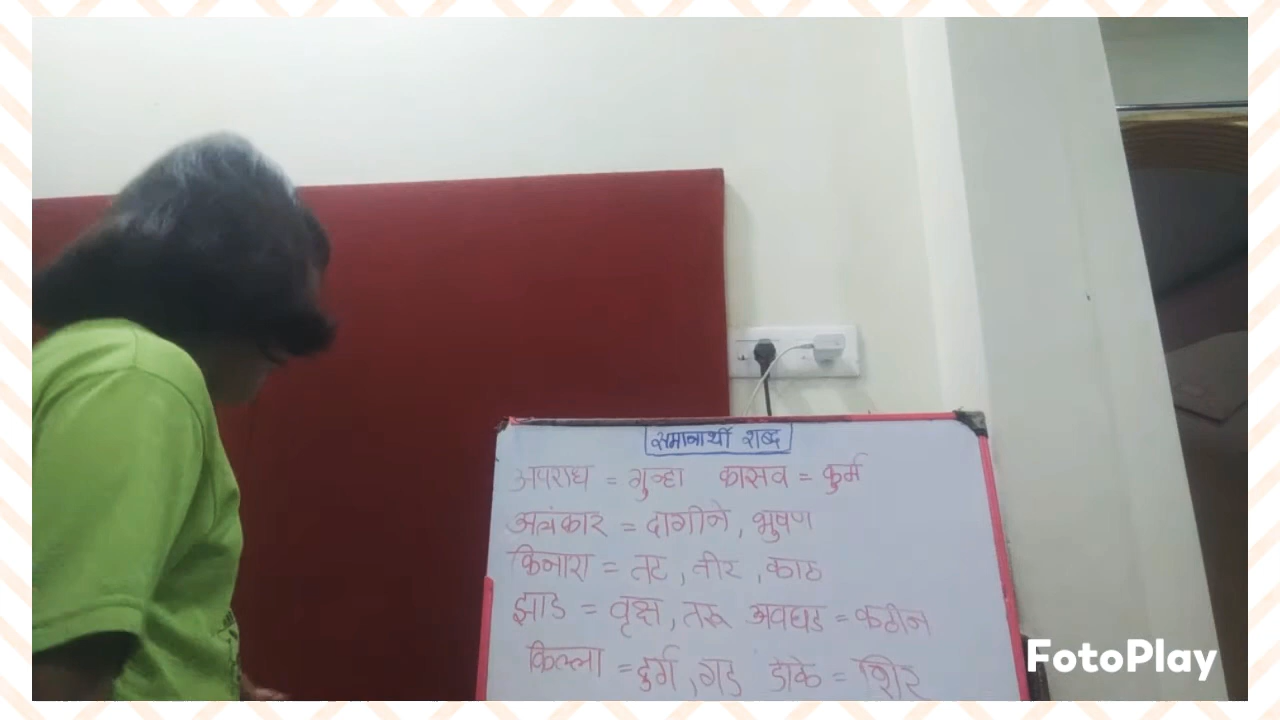 समानार्थी शब्द
अपराध = गुन्हा कासव = कुर्म
अलंकार = दागीने, भुषण
किनारा = तट, तीर, काठ
झाड = वृक्ष, तरू अवघड = कठीन
किल्ला = दुर्ग, गड डोके = शिर
FotoPlay